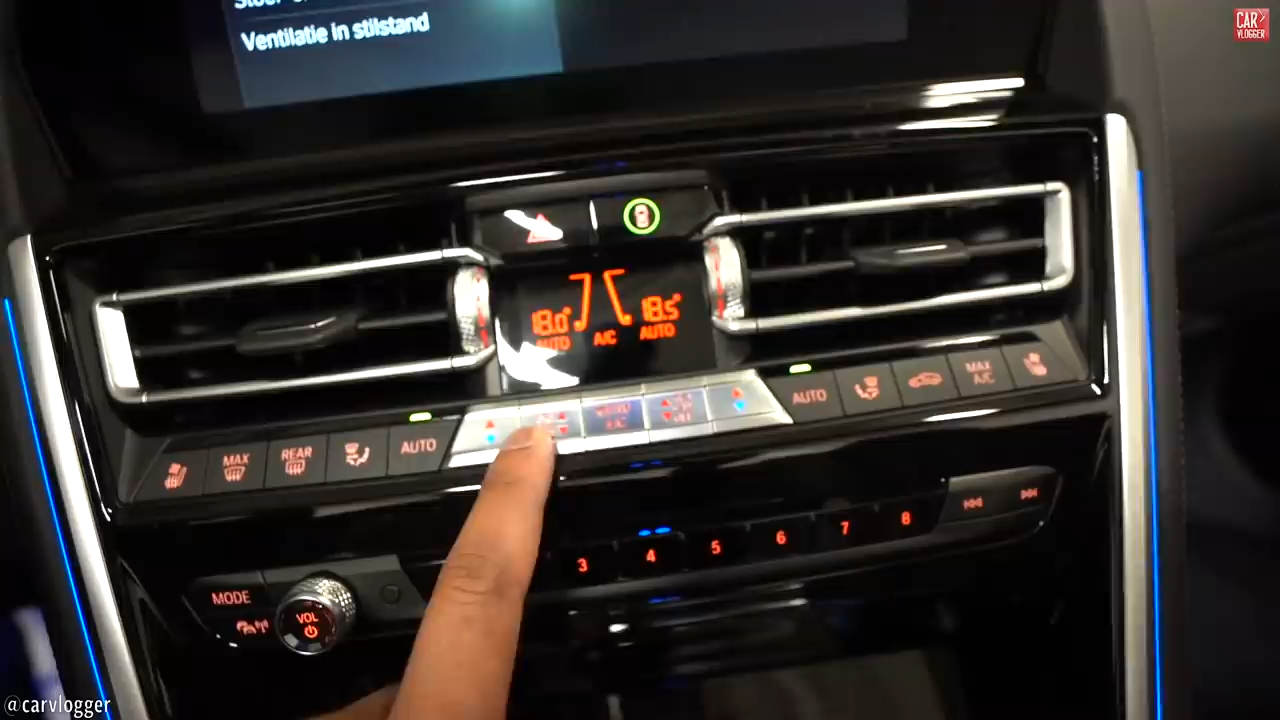 Ventilatie in stilstand
CAR
VLOGGER
18.0°
18.5°
AUTO
A/C
AUTO
MAX
REAR
AUTO
MENU
A/C
AUTO
MAX
A/C
3
4
5
6
7
8
MODE
VOL
@carvlogger